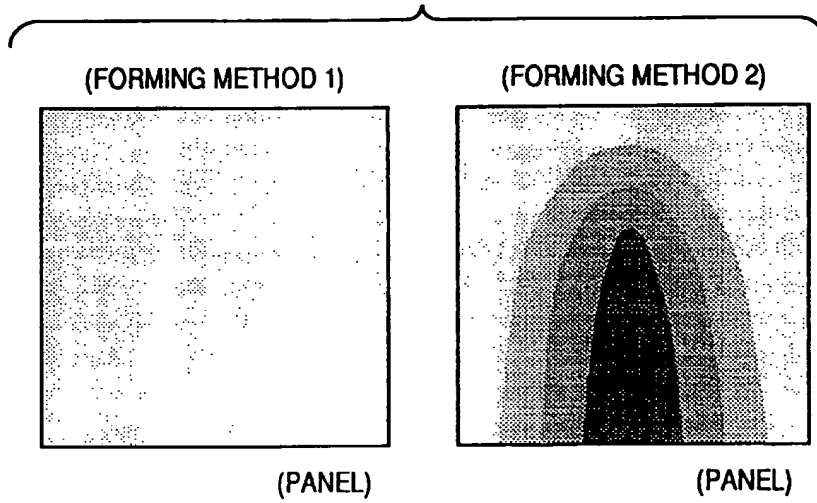 (FORMING METHOD 1)
(FORMING METHOD 2)
(PANEL)
(PANEL)